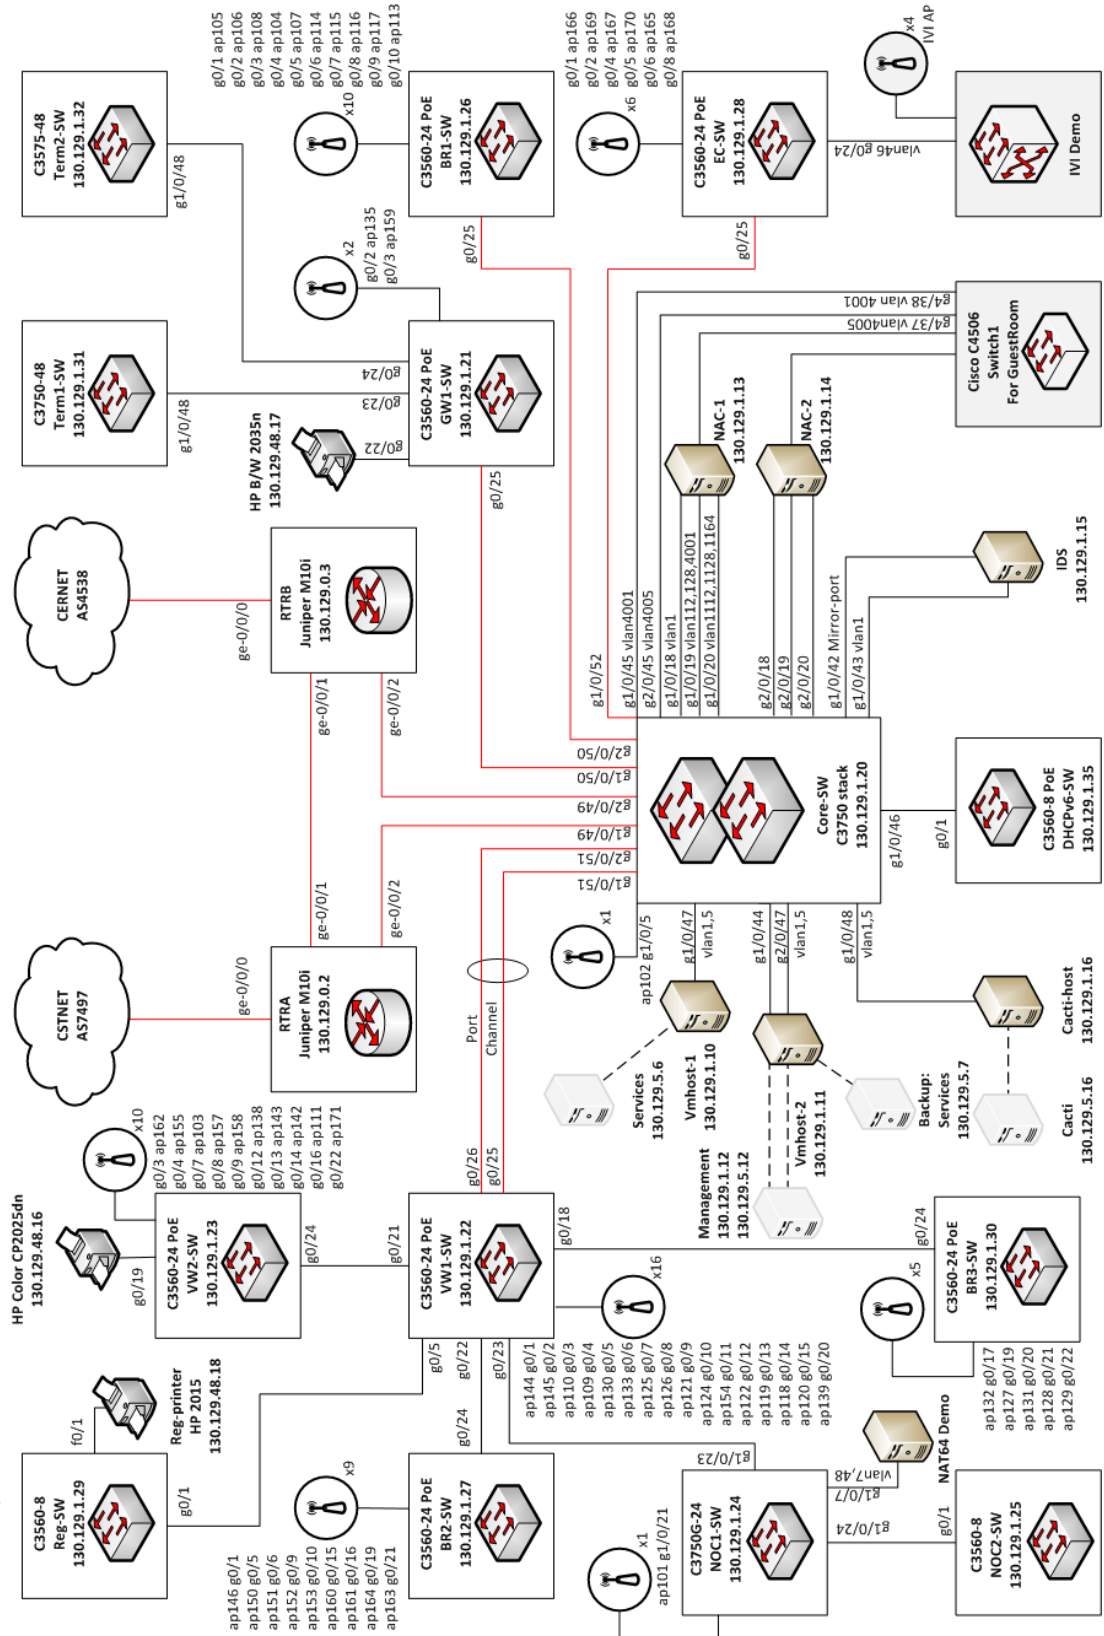 CSTNET
AS7497
CERNET
AS4538
ge-0/0/0
ge-0/0/0
RTRA
Juniper M10i
130.129.0.2
RTRB
Juniper M10i
130.129.0.3
ge-0/0/1
ge-0/0/1
ge-0/0/2
ge-0/0/2
HP Color CP2025dn
130.129.48.16
g0/19
x10
g0/3 ap162
g0/4 ap155
g0/7 ap103
g0/8 ap157
g0/9 ap158
g0/12 ap138
g0/13 ap143
g0/14 ap142
g0/16 ap111
g0/22 ap171
C3560-24 PoE
VW2-SW
130.129.1.23
g0/24
C3560-8
Reg-SW
130.129.1.29
f0/1
Reg-printer
HP 2015
130.129.48.18
g0/1
HP B/W 2035n
130.129.48.17
g0/22
C3750-48
Term1-SW
130.129.1.31
g1/0/48
C3575-48
Term2-SW
130.129.1.32
g1/0/48
g0/23
g0/24
x2
g0/2 ap135
g0/3 ap159
C3560-24 PoE
GW1-SW
130.129.1.21
g0/25
x10
g0/1 ap105
g0/2 ap106
g0/3 ap108
g0/4 ap104
g0/5 ap107
g0/6 ap114
g0/7 ap115
g0/8 ap116
g0/9 ap117
g0/10 ap113
C3560-24 PoE
BR1-SW
130.129.1.26
g0/25
ap146 g0/1
ap150 g0/5
ap151 g0/6
ap152 g0/9
ap153 g0/10
ap160 g0/15
ap161 g0/16
ap164 g0/19
ap163 g0/21
x9
C3560-24 PoE
BR2-SW
130.129.1.27
g0/24
g0/21
C3560-24 PoE
VW1-SW
130.129.1.22
g0/5
g0/22
g0/23
g0/26
g0/25
g0/18
Port
Channel
x16
ap144 g0/1
ap145 g0/2
ap110 g0/3
ap109 g0/4
ap130 g0/5
ap133 g0/6
ap125 g0/7
ap126 g0/8
ap121 g0/9
ap124 g0/10
ap154 g0/11
ap122 g0/12
ap119 g0/13
ap118 g0/14
ap120 g0/15
ap139 g0/20
x1
ap102 g1/0/5
g1/0/51
g2/0/51
g1/0/49
g2/0/49
g1/0/50
g2/0/50
g1/0/52
Core-SW
C3750 stack
130.129.1.20
g1/0/45 vlan4001
g2/0/45 vlan4005
g1/0/18 vlan1
g1/0/19 vlan112,128,4001
g1/0/20 vlan1112,1128,1164
g2/0/18
g2/0/19
g2/0/20
g1/0/42 Mirror-port
g1/0/43 vlan1
g1/0/47
vlan1,5
g1/0/44
g2/0/47
vlan1,5
g1/0/48
vlan1,5
g1/0/46
g0/1
C3560-8 PoE
DHCPv6-SW
130.129.1.35
Services
130.129.5.6
Vmhost-1
130.129.1.10
Management
130.129.1.12
130.129.5.12
Vmhost-2
130.129.1.11
Backup:
Services
130.129.5.7
Cacti-host
130.129.1.16
Cacti
130.129.5.16
NAC-1
130.129.1.13
NAC-2
130.129.1.14
IDS
130.129.1.15
g4/38 vlan 4001
g4/37 vlan4005
Cisco C4506
Switch1
For GuestRoom
x6
g0/1 ap166
g0/2 ap169
g0/4 ap167
g0/5 ap170
g0/6 ap165
g0/8 ap168
C3560-24 PoE
EC-SW
130.129.1.28
g0/25
vlan46 g0/24
x4
IVI AP
IVI Demo
x1
ap101 g1/0/21
C3750G-24
NOC1-SW
130.129.1.24
g1/0/23
vlan7,48
g1/0/7
g1/0/24
NAT64 Demo
g0/1
C3560-8
NOC2-SW
130.129.1.25
x5
ap132 g0/17
ap127 g0/19
ap131 g0/20
ap128 g0/21
ap129 g0/22
C3560-24 PoE
BR3-SW
130.129.1.30
g0/24